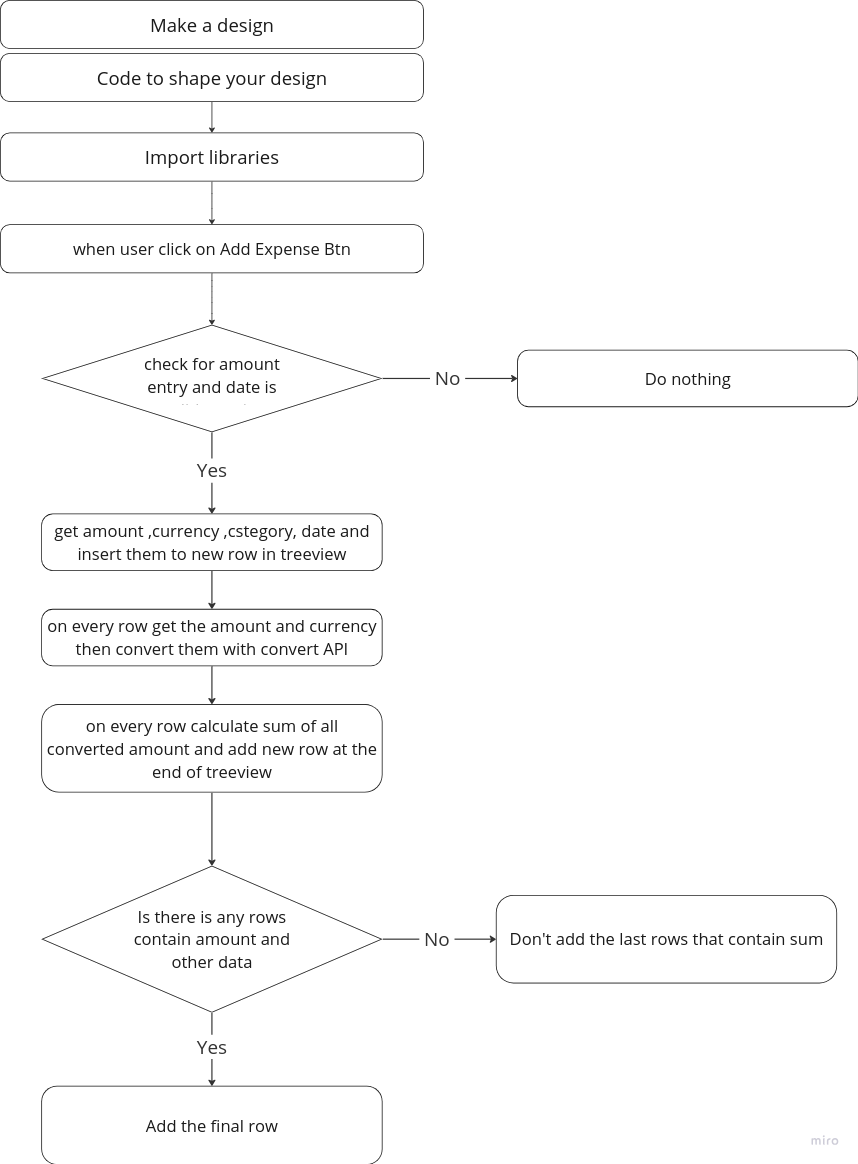 Make a design
Code to shape your design
Import libraries
when user click on Add Expense Btn
check for amount
entry and date is
No
Do nothing
Yes
get amount ,currency ,cstegory, date and
insert them to new row in treeview
on every row get the amount and currency
then convert them with convert API
on every row calculate sum of all
converted amount and add new row at the
end of treeview
Is there is any rows
contain amount and
other data
No
Don't add the last rows that contain sum
Yes
Add the final row
miro